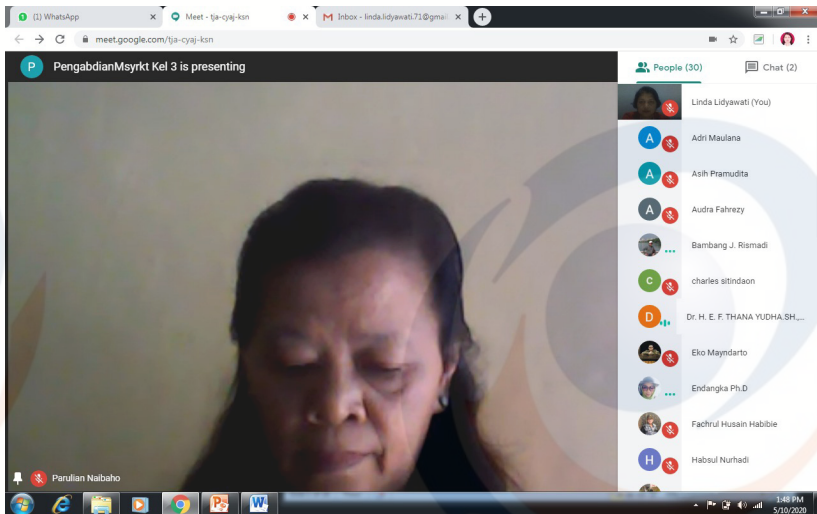 (1) WhatsApp
Meet - tja-cyaj-ksn
Inbox - linda.lidyawati.71@gmail
meet.google.com/tja-cyaj-ksn
P PengabdianMsyrkt Kel 3 is presenting
People (30)
Chat (2)
Linda Lidyawati (You)
A Adri Maulana
A Asih Pramudita
A Audra Fahrezy
Bambang J. Rismadi
c charles sitindaon
D Dr. H. E. F. THANA YUDHA.SH.,...
Eko Mayndarto
Endangka Ph.D
Fachrul Husain Habibie
H Habsul Nurhadi
Parulian Naibaho
1:48 PM
5/10/2020